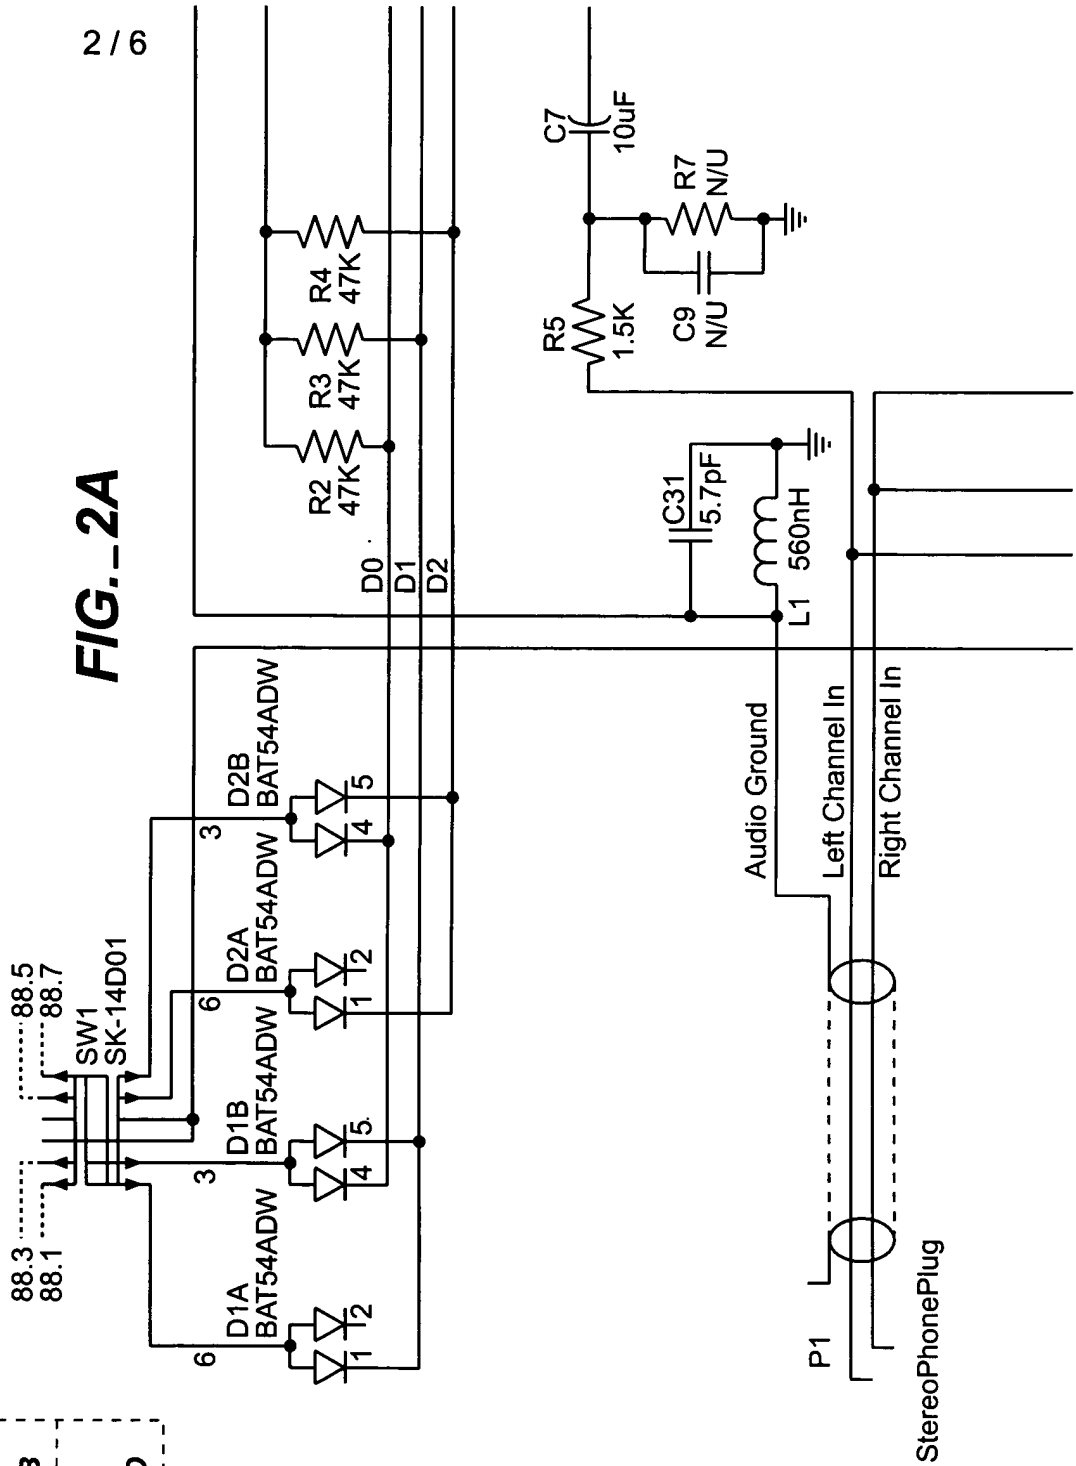 2 / 6
FIG._2A
88.3
88.1
88.5
88.7
SW1
SK-14D01
6
3
6
3
D1A
BAT54ADW
D1B
BAT54ADW
D2A
BAT54ADW
D2B
BAT54ADW
1
2
4
5
1
2
4
5
D0
D1
D2
R2
47K
R3
47K
R4
47K
C31
5.7pF
L1
560nH
R5
1.5K
C7
10uF
C9
N/U
R7
N/U
Audio Ground
Left Channel In
Right Channel In
P1
StereoPhonePlug